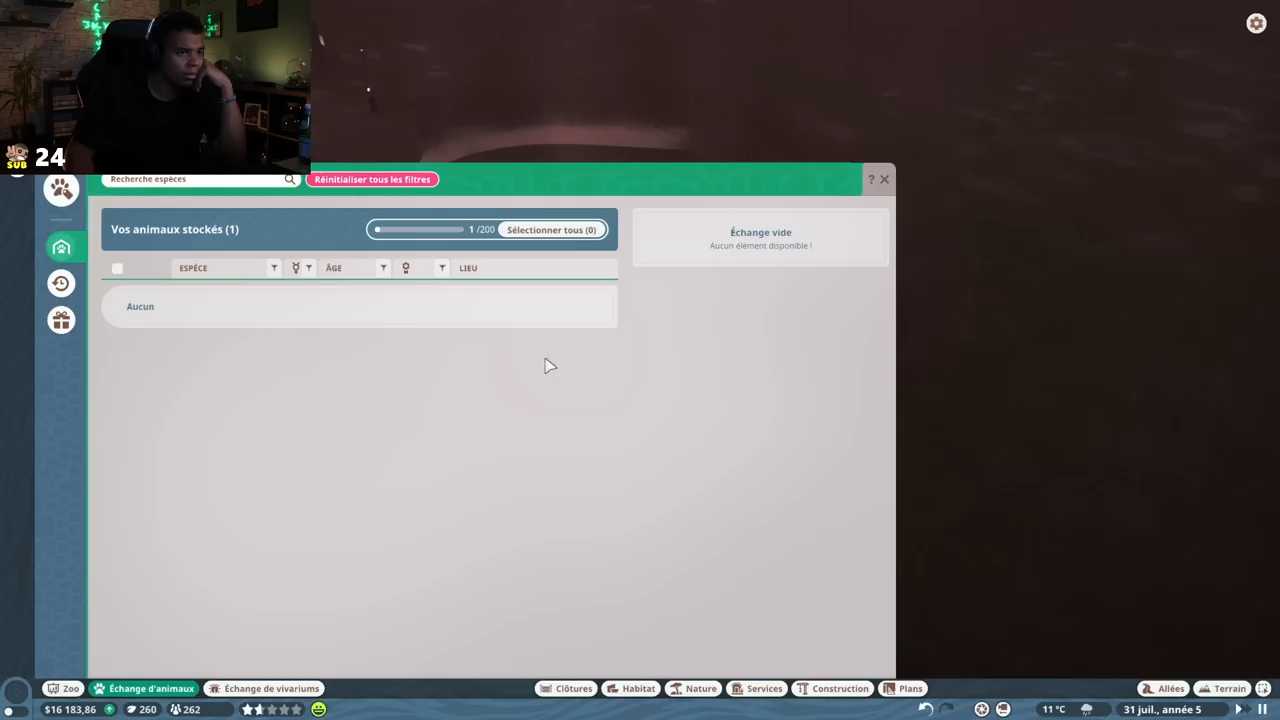 SUB 24
Recherche espèces
Réinitialiser tous les filtres
? ×
Vos animaux stockés (1)
1 /200
Sélectionner tous (0)
Échange vide
Aucun élément disponible !
ESPÈCE
ÂGE
LIEU
Aucun
Zoo
Échange d'animaux
Échange de vivariums
Clôtures
Habitat
Nature
Services
Construction
Plans
Allées
Terrain
$16 183,86
260
262
11 °C
31 juil., année 5